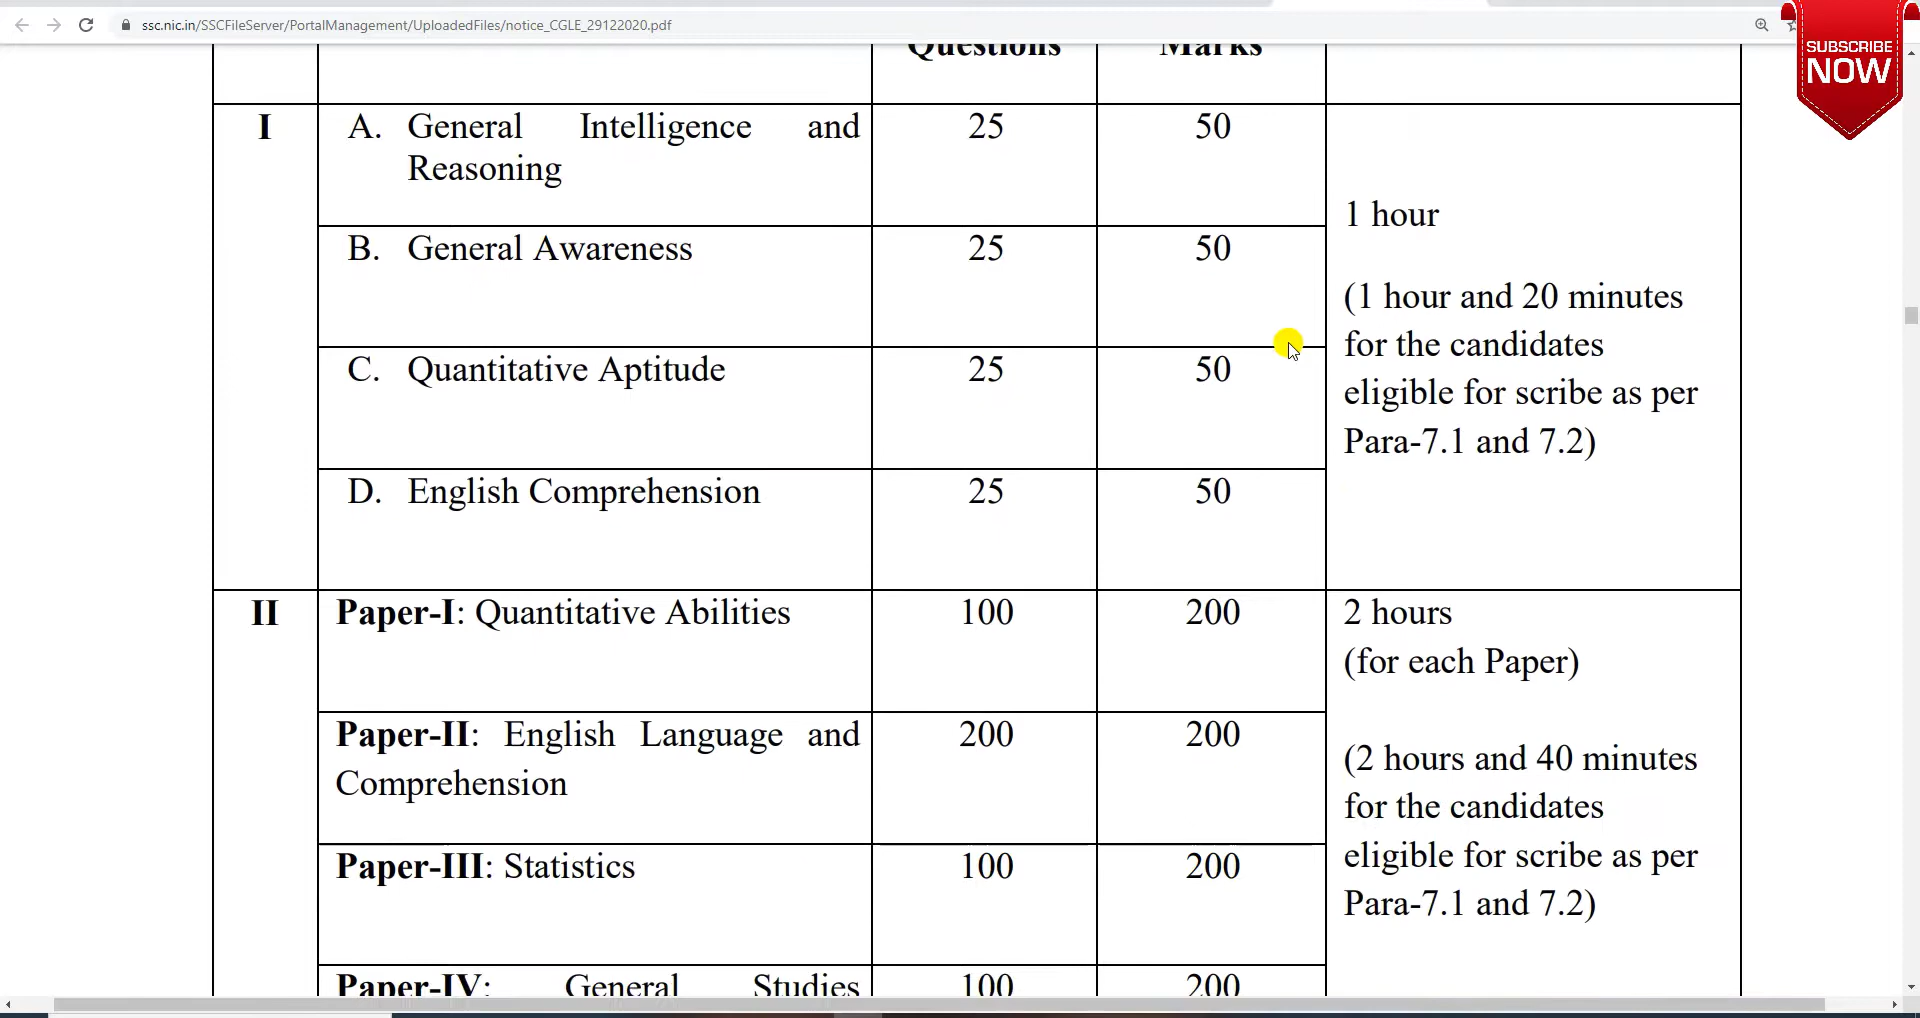 ssc.nic.in/SSCFileServer/PortalManagement/UploadedFiles/notice_CGLE_29122020.pdf
SUBSCRIBE
NOW
Questions Marks
I A. General Intelligence and 25 50
Reasoning
1 hour
B. General Awareness 25 50
(1 hour and 20 minutes
for the candidates
C. Quantitative Aptitude 25 50
eligible for scribe as per
Para-7.1 and 7.2)
D. English Comprehension 25 50
II Paper-I: Quantitative Abilities 100 200 2 hours
(for each Paper)
Paper-II: English Language and 200 200
(2 hours and 40 minutes
Comprehension
for the candidates
eligible for scribe as per
Paper-III: Statistics 100 200
Para-7.1 and 7.2)
Paper-IV: General Studies 100 200